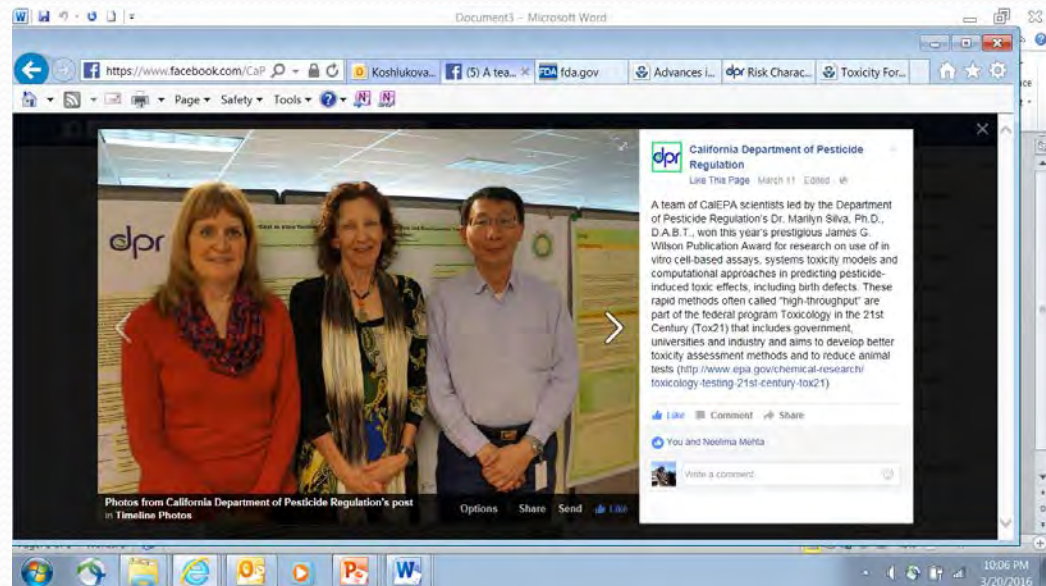 Document3 - Microsoft Word
https://www.facebook.com/CaP
Koshlukova...
(5) A tea...
FDA fda.gov
Advances i...
dpr Risk Charac...
Toxicity For...
Page Safety Tools
dpr
dpr
California Department of Pesticide
Regulation
Like This Page · March 11 · Edited ·
A team of CalEPA scientists led by the Department
of Pesticide Regulation's Dr. Marilyn Silva, Ph.D.,
D.A.B.T., won this year's prestigious James G.
Wilson Publication Award for research on use of in
vitro cell-based assays, systems toxicity models and
computational approaches in predicting pesticide-
induced toxic effects, including birth defects. These
rapid methods often called "high-throughput" are
part of the federal program Toxicology in the 21st
Century (Tox21) that includes government,
universities and industry and aims to develop better
toxicity assessment methods and to reduce animal
tests (http://www.epa.gov/chemical-research/
toxicology-testing-21st-century-tox21)
Like Comment Share
You and Neelima Mehta
Write a comment
Photos from California Department of Pesticide Regulation's post
in Timeline Photos
Options Share Send Like
10:06 PM
3/20/2016